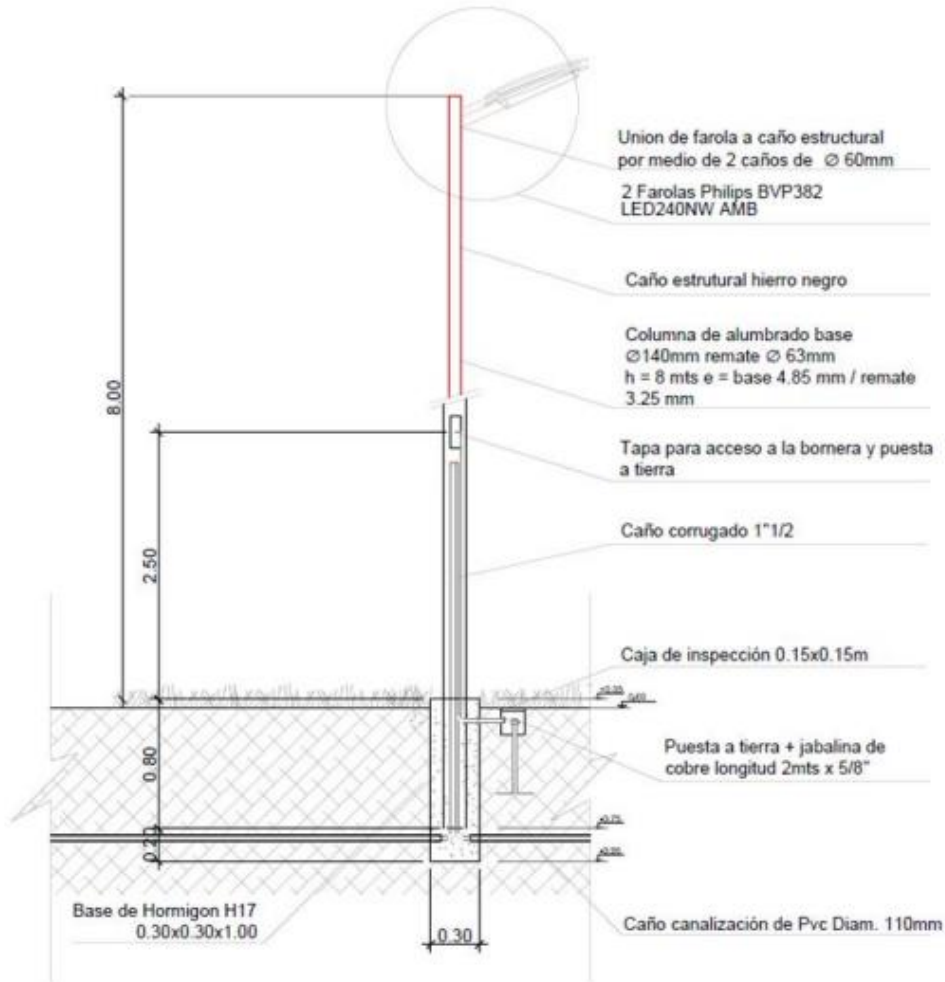 Union de farola a caño estructural
por medio de 2 caños de Ø 60mm
2 Farolas Philips BVP382
LED240NW AMB
Caño estrutural hierro negro
Columna de alumbrado base
Ø140mm remate Ø 63mm
h = 8 mts e = base 4.85 mm / remate
3.25 mm
8.00
Tapa para acceso a la bornera y puesta
a tierra
Caño corrugado 1"1/2
2.50
Caja de inspección 0.15x0.15m
Puesta a tierra + jabalina de
cobre longitud 2mts x 5/8"
0.80
0.20
Base de Hormigon H17
0.30x0.30x1.00
0.30
Caño canalización de Pvc Diam. 110mm